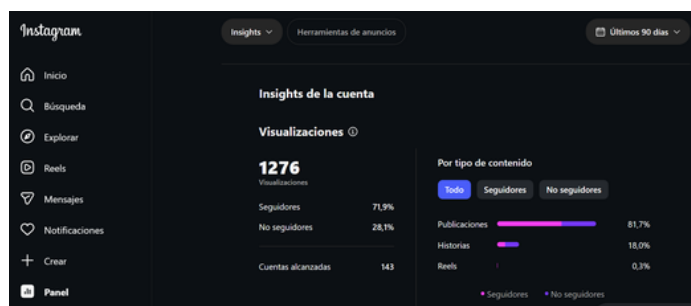 Instagram
Insights
Herramientas de anuncios
Últimos 90 días
Inicio
Búsqueda
Explorar
Reels
Mensajes
Notificaciones
Crear
Panel
Insights de la cuenta
Visualizaciones
1276
Visualizaciones
Seguidores 71,9%
No seguidores 28,1%
Cuentas alcanzadas 143
Por tipo de contenido
Todo Seguidores No seguidores
Publicaciones 81,7%
Historias 18,0%
Reels 0,3%
Seguidores No seguidores